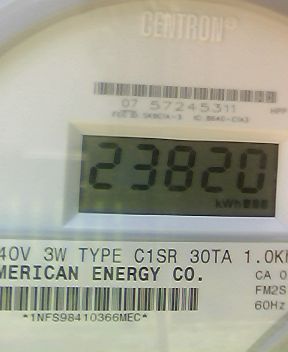 CENTRON
07 57245311
23820
kWh
40V 3W TYPE C1SR 30TA 1.0K
MERICAN ENERGY CO.
CA 0
FM2S
60Hz
*1NFS98410366MEC*